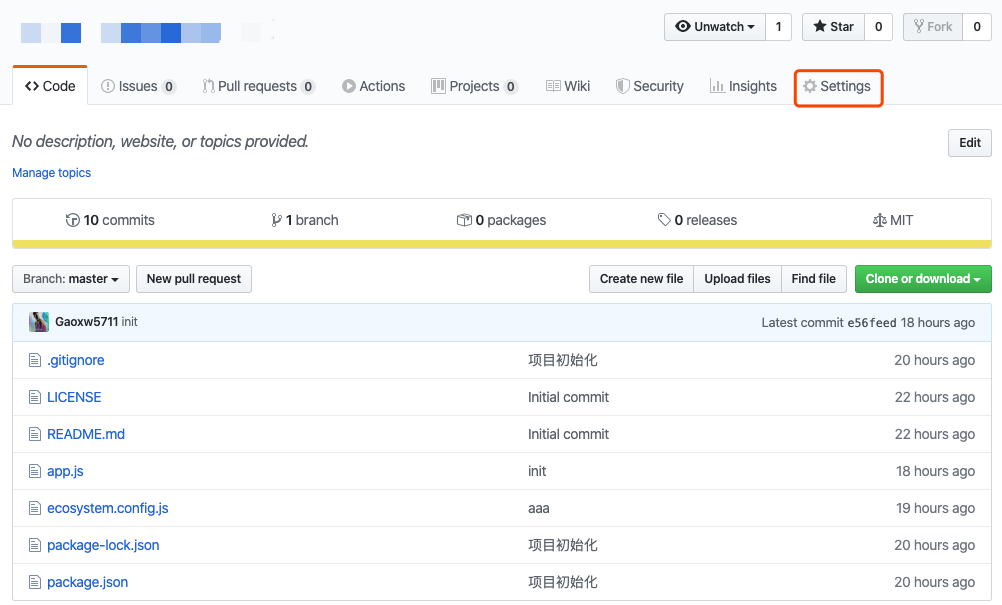 Unwatch 1 Star 0 Fork 0
Code Issues 0 Pull requests 0 Actions Projects 0 Wiki Security Insights Settings
No description, website, or topics provided. Edit
Manage topics
10 commits 1 branch 0 packages 0 releases MIT
Branch: master New pull request Create new file Upload files Find file Clone or download
Gaoxw5711 init Latest commit e56feed 18 hours ago
.gitignore 项目初始化 20 hours ago
LICENSE Initial commit 22 hours ago
README.md Initial commit 22 hours ago
app.js init 18 hours ago
ecosystem.config.js aaa 19 hours ago
package-lock.json 项目初始化 20 hours ago
package.json 项目初始化 20 hours ago